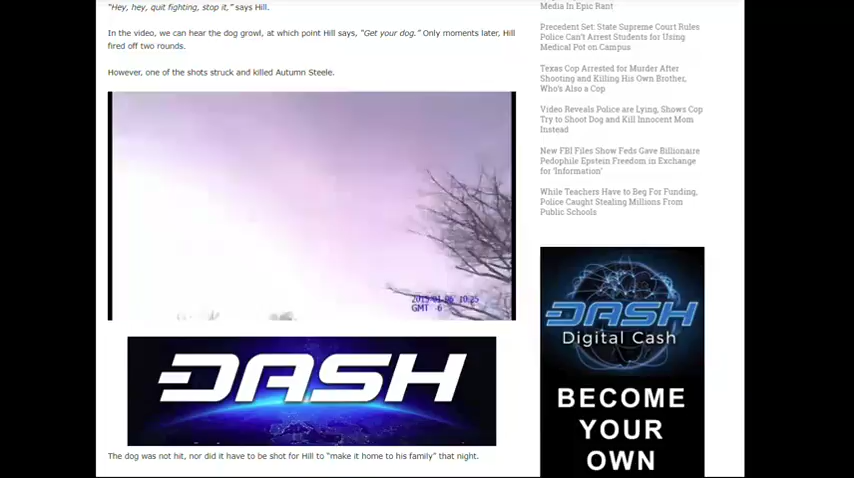 "Hey, hey, quit fighting, stop it," says Hill.
In the video, we can hear the dog growl, at which point Hill says, "Get your dog." Only moments later, Hill
fired off two rounds.
However, one of the shots struck and killed Autumn Steele.
2015/01/06 10:25
GMT -6
DASH
The dog was not hit, nor did it have to be shot for Hill to "make it home to his family" that night.
Media In Epic Rant
Precedent Set: State Supreme Court Rules
Police Can't Arrest Students for Using
Medical Pot on Campus
Texas Cop Arrested for Murder After
Shooting and Killing His Own Brother,
Who's Also a Cop
Video Reveals Police are Lying, Shows Cop
Try to Shoot Dog and Kill Innocent Mom
Instead
New FBI Files Show Feds Gave Billionaire
Pedophile Epstein Freedom in Exchange
for 'Information'
While Teachers Have to Beg For Funding,
Police Caught Stealing Millions From
Public Schools
DASH
Digital Cash
BECOME
YOUR
OWN